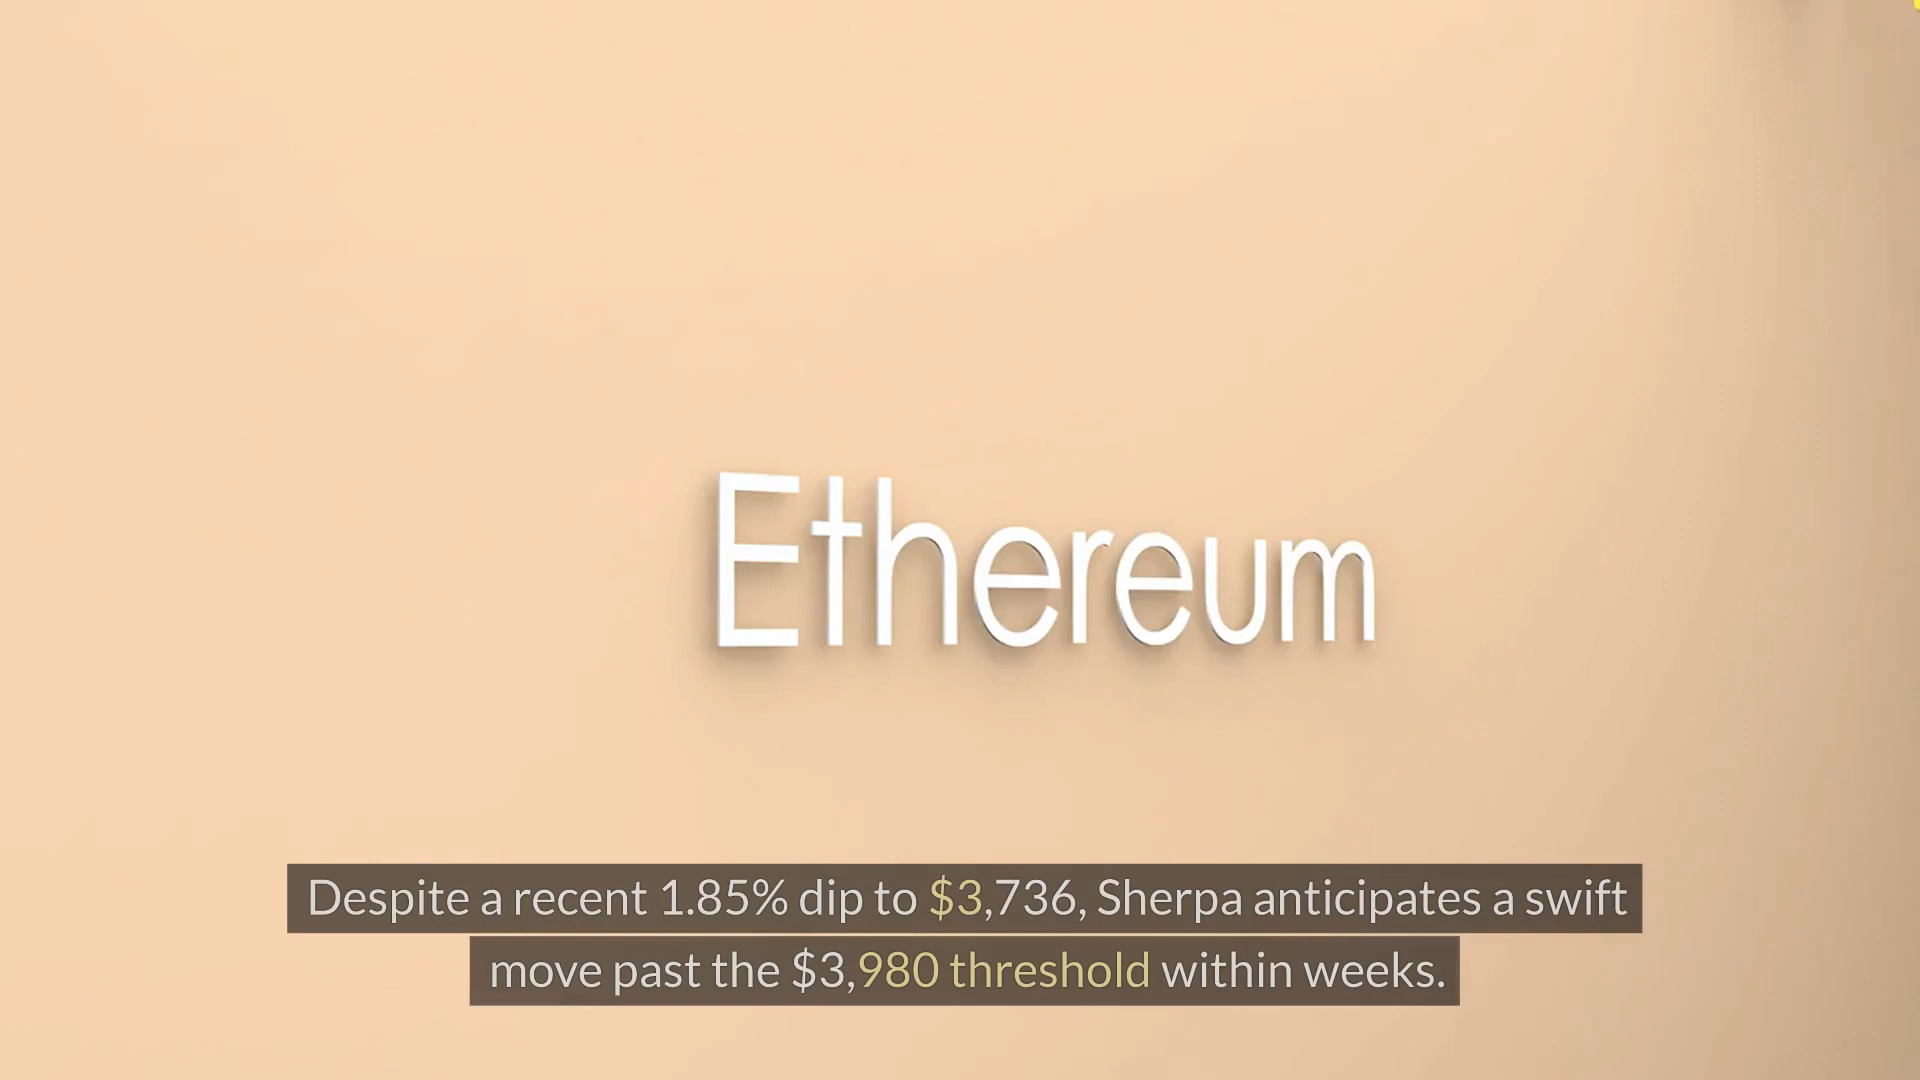 Ethereum
Despite a recent 1.85% dip to $3,736, Sherpa anticipates a swift
move past the $3,980 threshold within weeks.